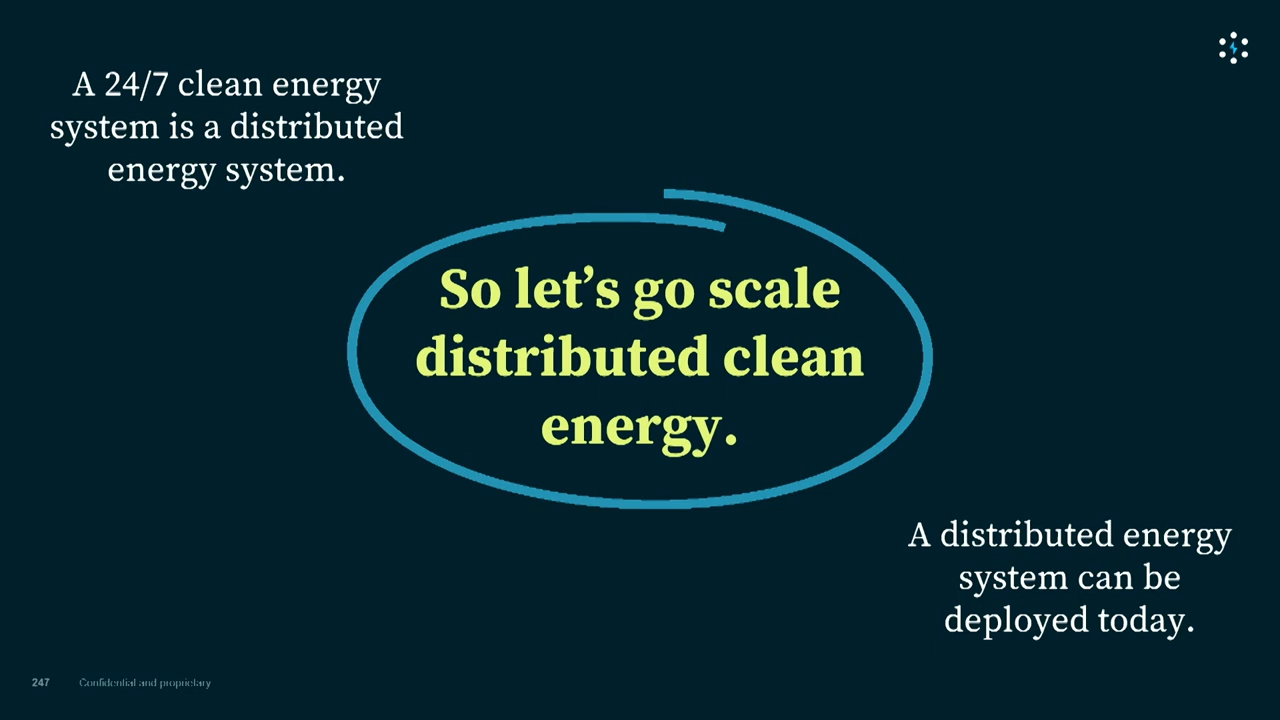 A 24/7 clean energy
system is a distributed
energy system.
So let’s go scale
distributed clean
energy.
A distributed energy
system can be
deployed today.
247 Confidential and proprietary